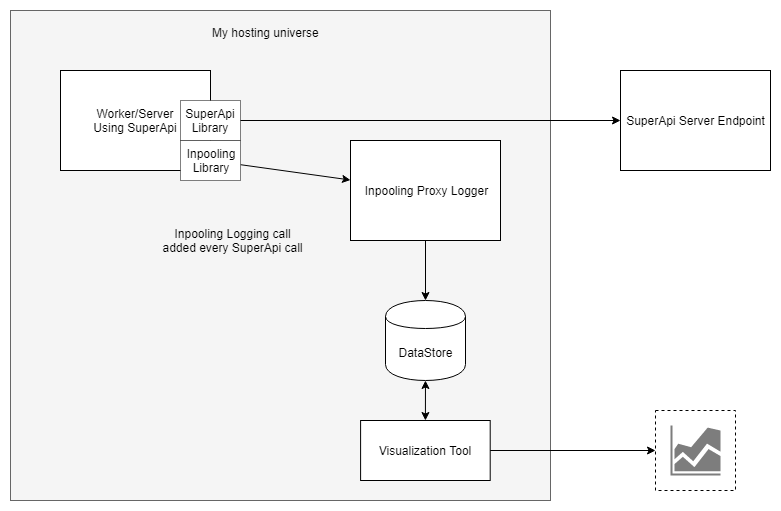 My hosting universe
Worker/Server
Using SuperApi
SuperApi
Library
SuperApi Server Endpoint
Inpooling
Library
Inpooling Proxy Logger
Inpooling Logging call
added every SuperApi call
DataStore
Visualization Tool